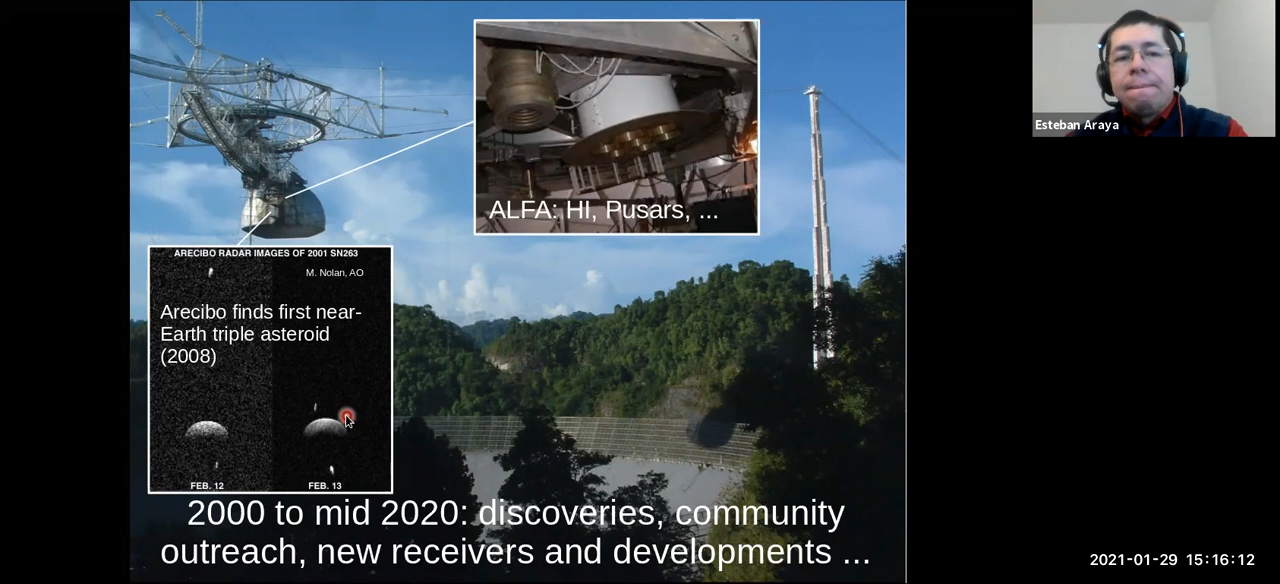 ALFA: HI, Pusars, ...
Esteban Araya
ARECIBO RADAR IMAGES OF 2001 SN263
M. Nolan, AO
Arecibo finds first near-
Earth triple asteroid
(2008)
FEB. 12
FEB. 13
2000 to mid 2020: discoveries, community
outreach, new receivers and developments ...
2021-01-29 15:16:12